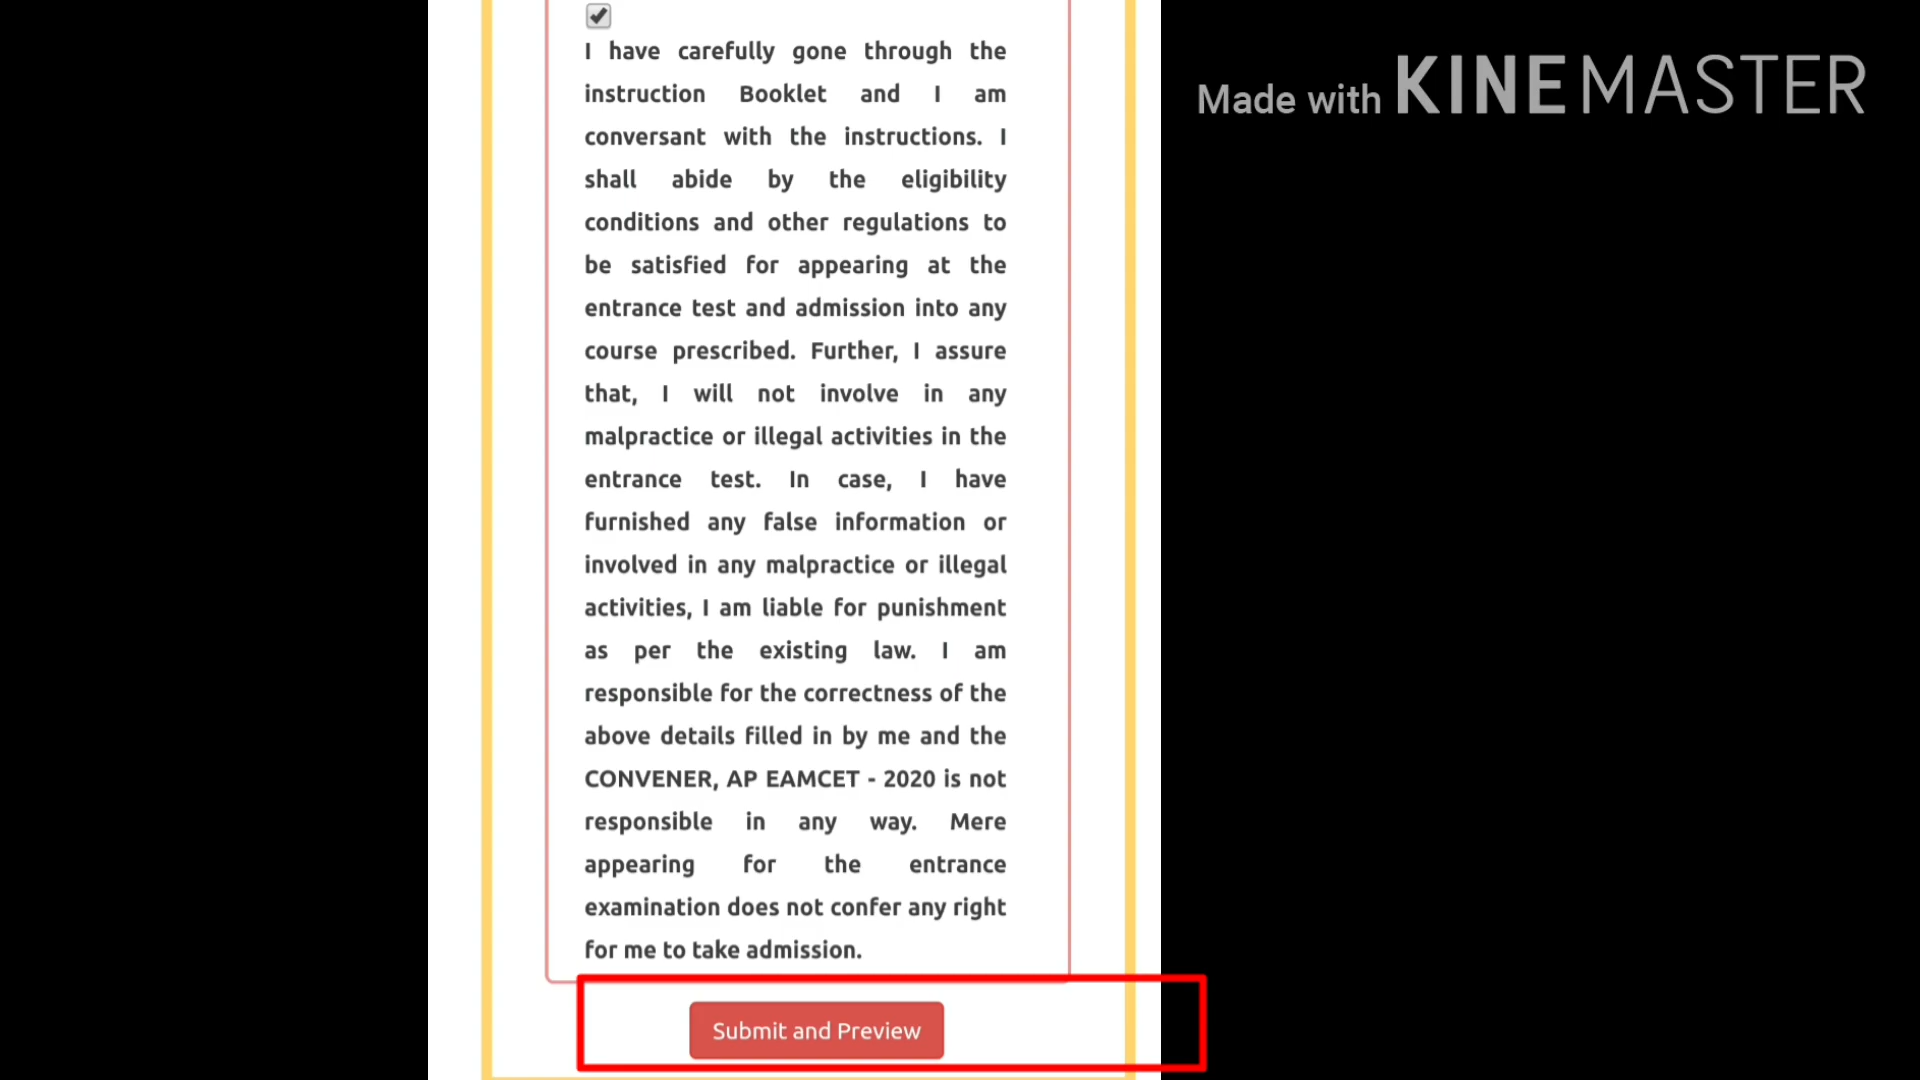 Made with KINEMASTER
I have carefully gone through the
instruction Booklet and I am
conversant with the instructions. I
shall abide by the eligibility
conditions and other regulations to
be satisfied for appearing at the
entrance test and admission into any
course prescribed. Further, I assure
that, I will not involve in any
malpractice or illegal activities in the
entrance test. In case, I have
furnished any false information or
involved in any malpractice or illegal
activities, I am liable for punishment
as per the existing law. I am
responsible for the correctness of the
above details filled in by me and the
CONVENER, AP EAMCET - 2020 is not
responsible in any way. Mere
appearing for the entrance
examination does not confer any right
for me to take admission.
Submit and Preview